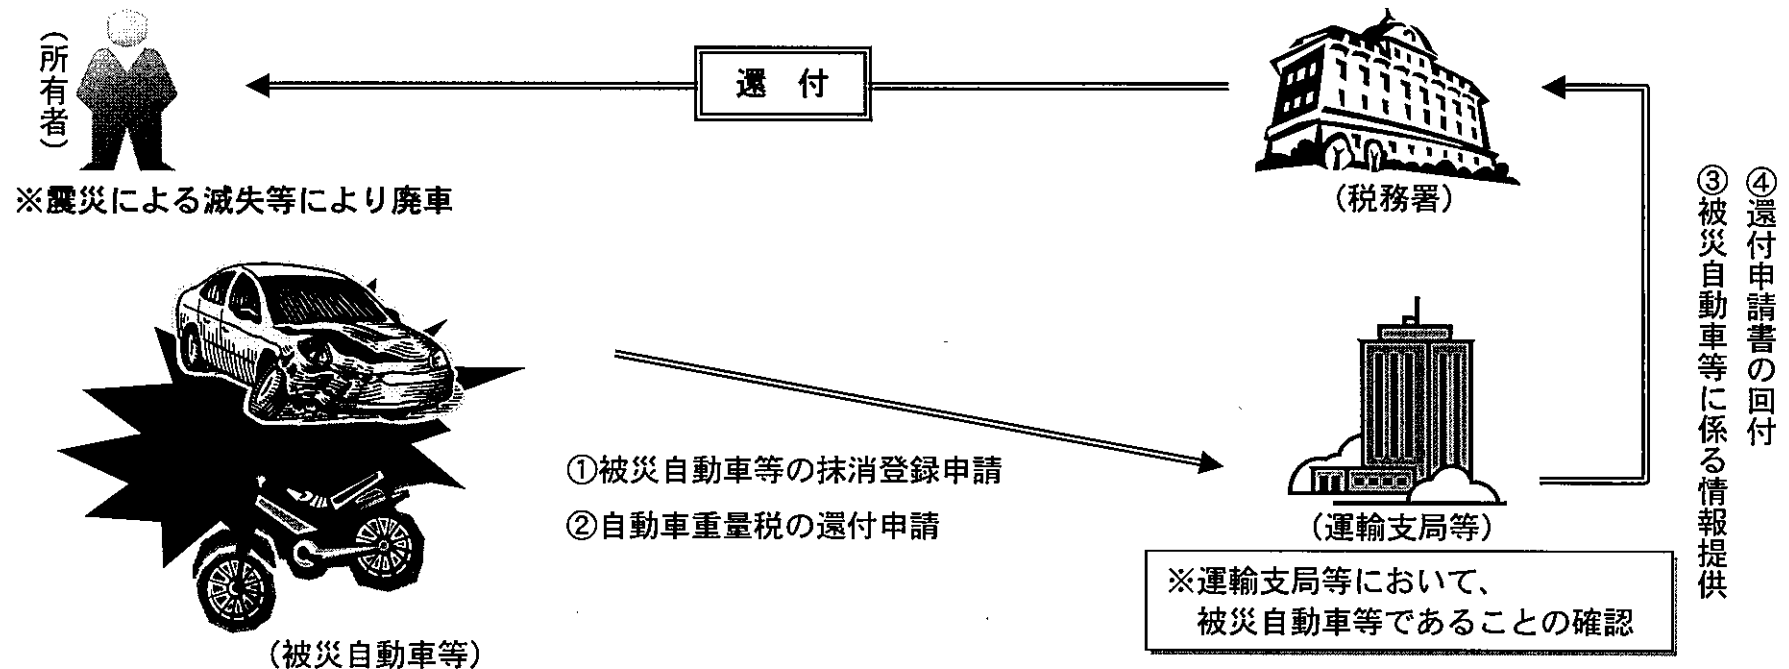 (所有者)
還 付
※震災による滅失等により廃車
(税務署)
④還付申請書の回付
③被災自動車等に係る情報提供
①被災自動車等の抹消登録申請
②自動車重量税の還付申請
(運輸支局等)
※運輸支局等において、
被災自動車等であることの確認
(被災自動車等)